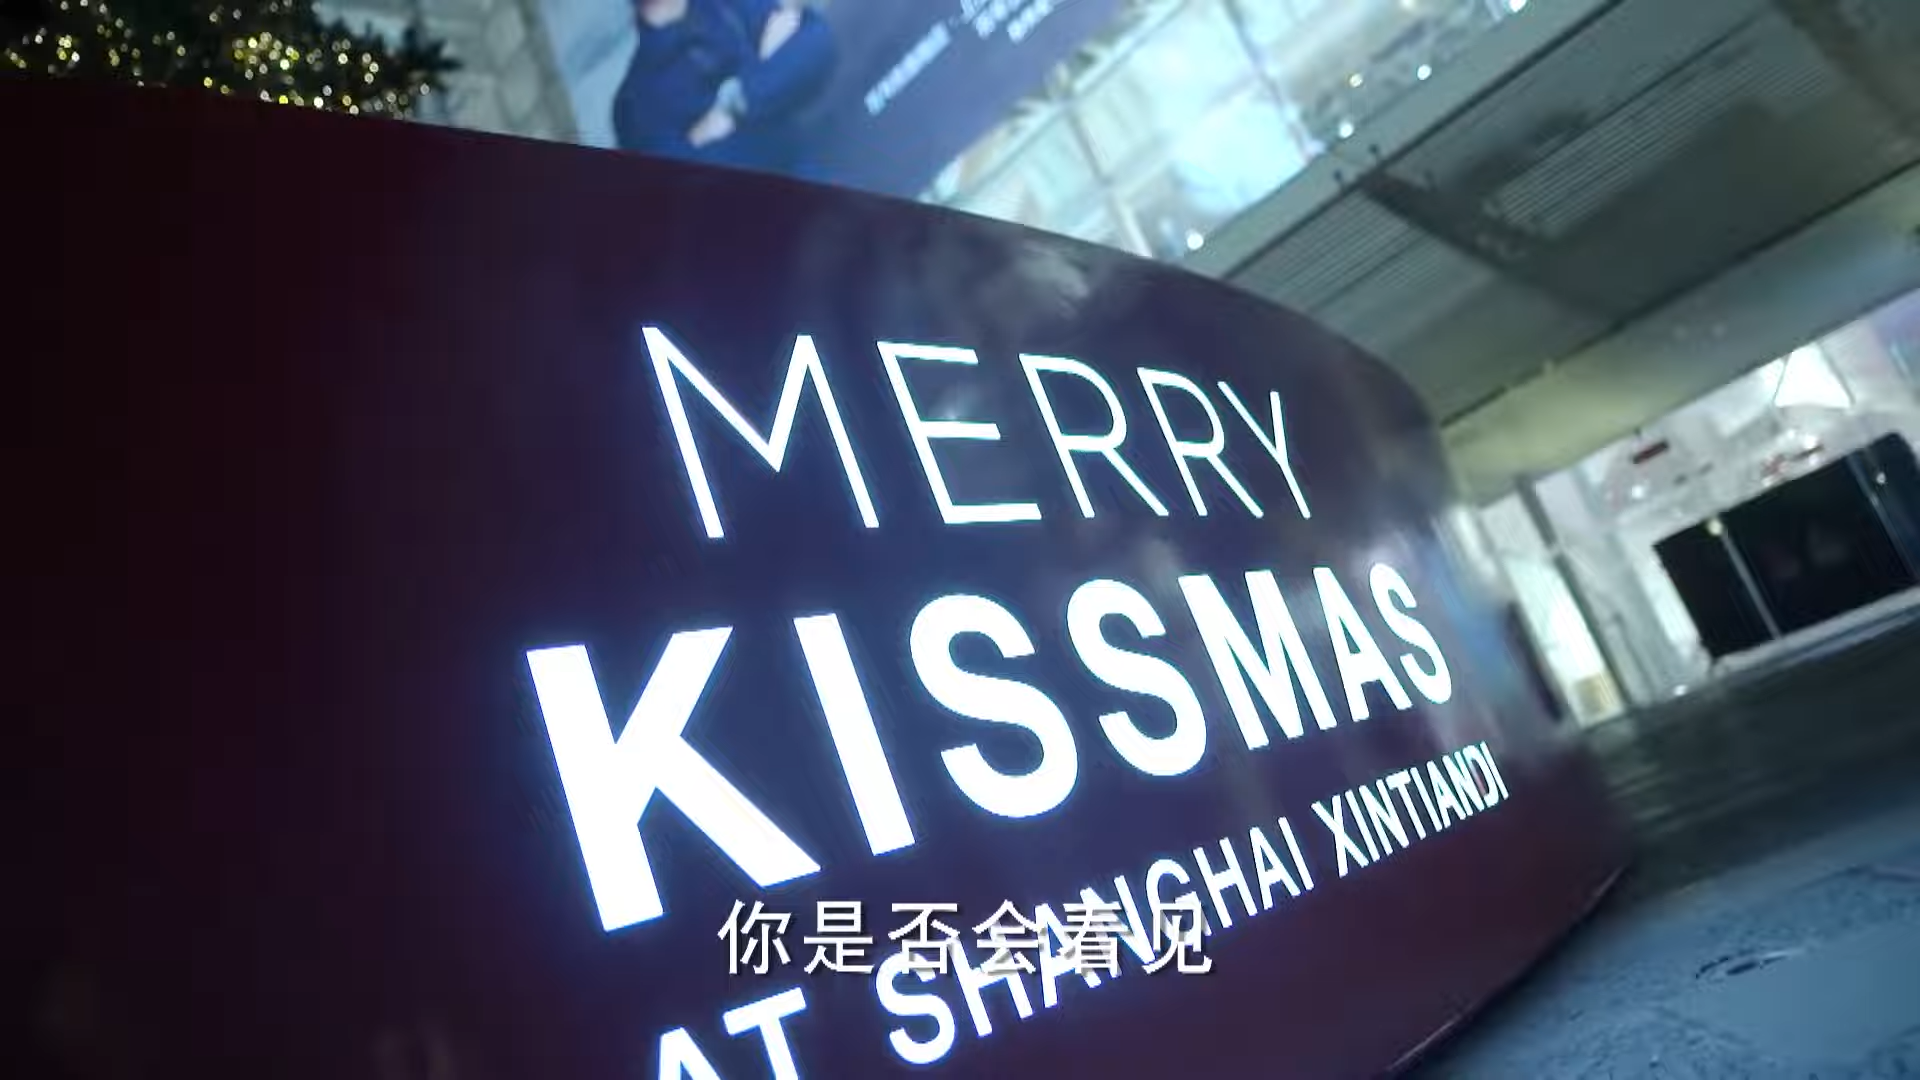 MERRY
KISSMAS
AT SHANGHAI XINTIANDI
你是否会看见